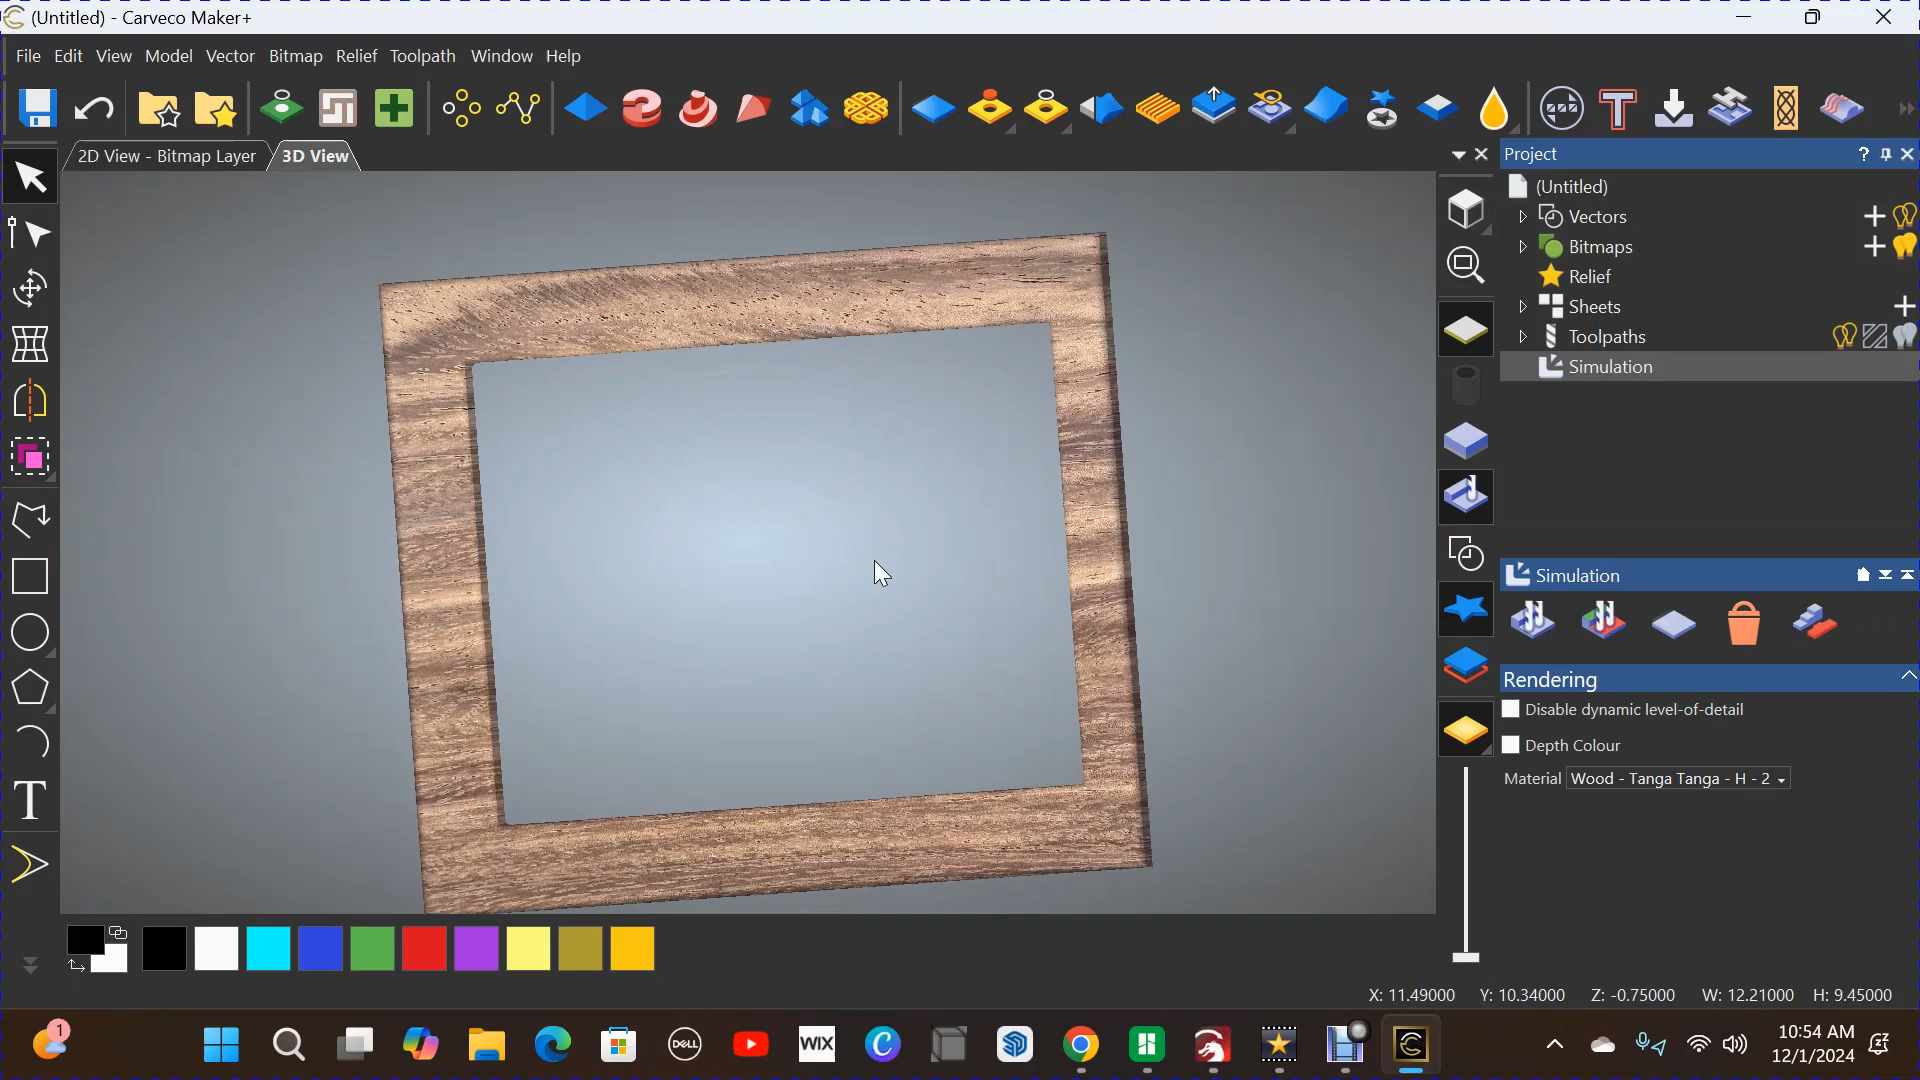 (Untitled) - Carveco Maker+
File Edit View Model Vector Bitmap Relief Toolpath Window Help
2D View - Bitmap Layer 3D View
Project ?
(Untitled)
Vectors
Bitmaps
Relief
Sheets
Toolpaths
Simulation
Simulation
Rendering
Disable dynamic level-of-detail
Depth Colour
Material Wood - Tanga Tanga - H - 2
T
X: 11.49000 Y: 10.34000 Z: -0.75000 W: 12.21000 H: 9.45000
1
DELL
WIX
10:54 AM
12/1/2024